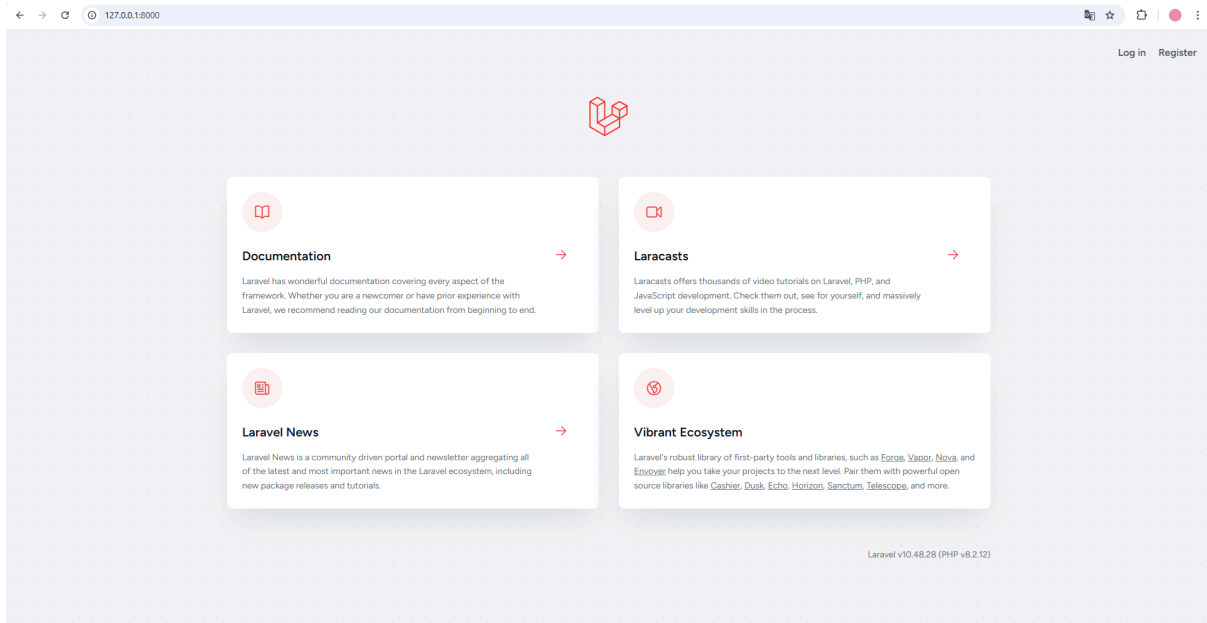 127.0.0.1:8000
Log in Register
Documentation
Laravel has wonderful documentation covering every aspect of the
framework. Whether you are a newcomer or have prior experience with
Laravel, we recommend reading our documentation from beginning to end.
Laracasts
Laracasts offers thousands of video tutorials on Laravel, PHP, and
JavaScript development. Check them out, see for yourself, and massively
level up your development skills in the process.
Laravel News
Laravel News is a community driven portal and newsletter aggregating all
of the latest and most important news in the Laravel ecosystem, including
new package releases and tutorials.
Vibrant Ecosystem
Laravel's robust library of first-party tools and libraries, such as Forge, Vapor, Nova, and
Envoyer help you take your projects to the next level. Pair them with powerful open
source libraries like Cashier, Dusk, Echo, Horizon, Sanctum, Telescope, and more.
Laravel v10.48.28 (PHP v8.2.12)